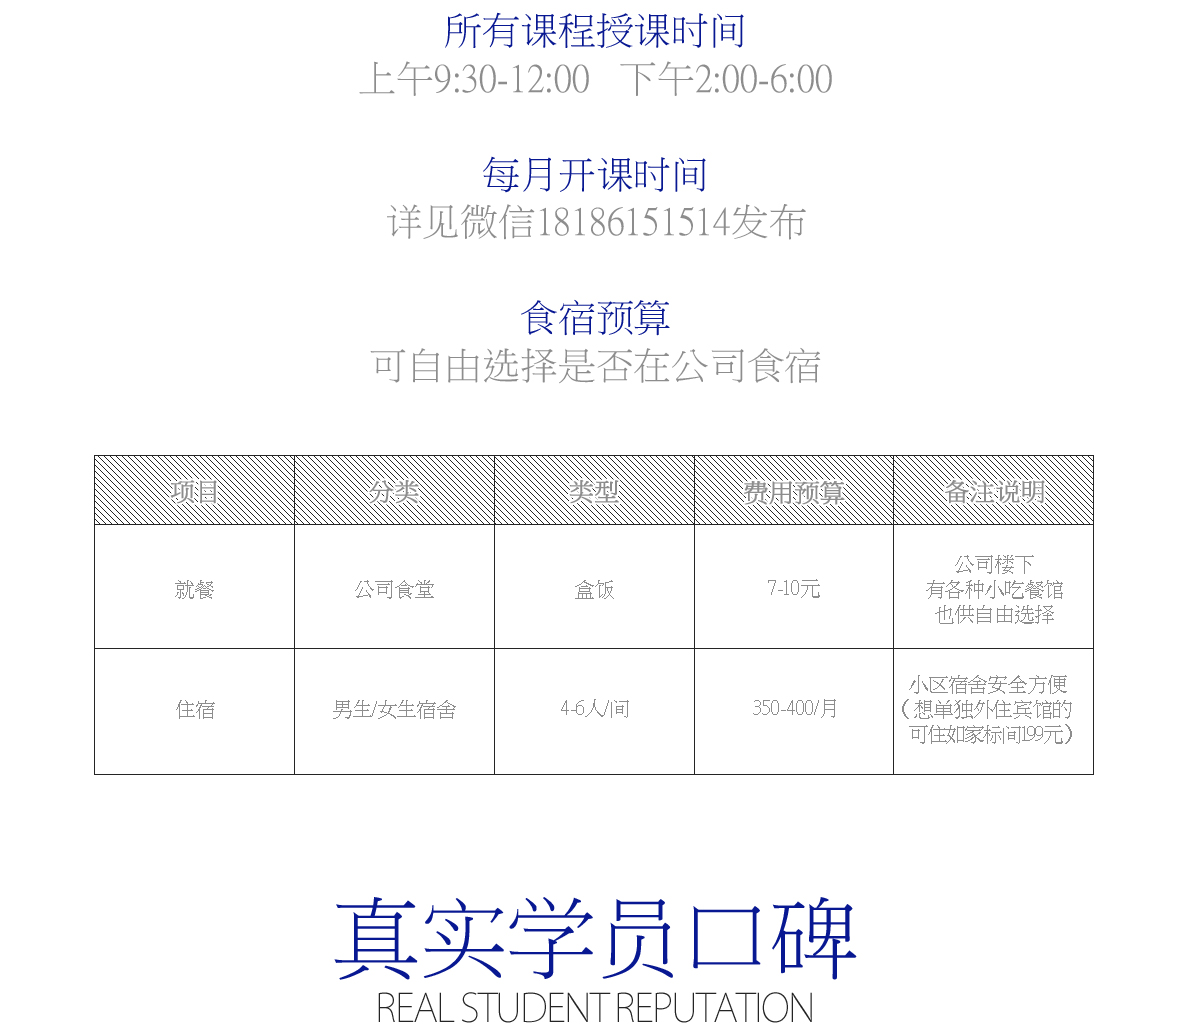 所有课程授课时间
上午9:30-12:00 下午2:00-6:00
每月开课时间
详见微信18186151514发布
食宿预算
可自由选择是否在公司食宿
项目 分类 类型 费用预算 备注说明
就餐 公司食堂 盒饭 7-10元 公司楼下
有各种小吃餐馆
也供自由选择
住宿 男生/女生宿舍 4-6人/间 350-400/月 小区宿舍安全方便
（想单独外住宾馆的
可住如家标间199元）
真实学员口碑
REAL STUDENT REPUTATION